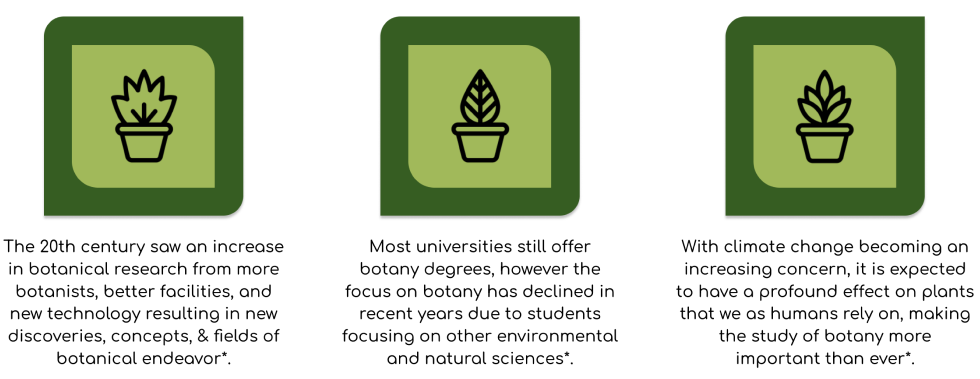 The 20th century saw an increase
in botanical research from more
botanists, better facilities, and
new technology resulting in new
discoveries, concepts, & fields of
botanical endeavor*.
Most universities still offer
botany degrees, however the
focus on botany has declined in
recent years due to students
focusing on other environmental
and natural sciences*.
With climate change becoming an
increasing concern, it is expected
to have a profound effect on plants
that we as humans rely on, making
the study of botany more
important than ever*.